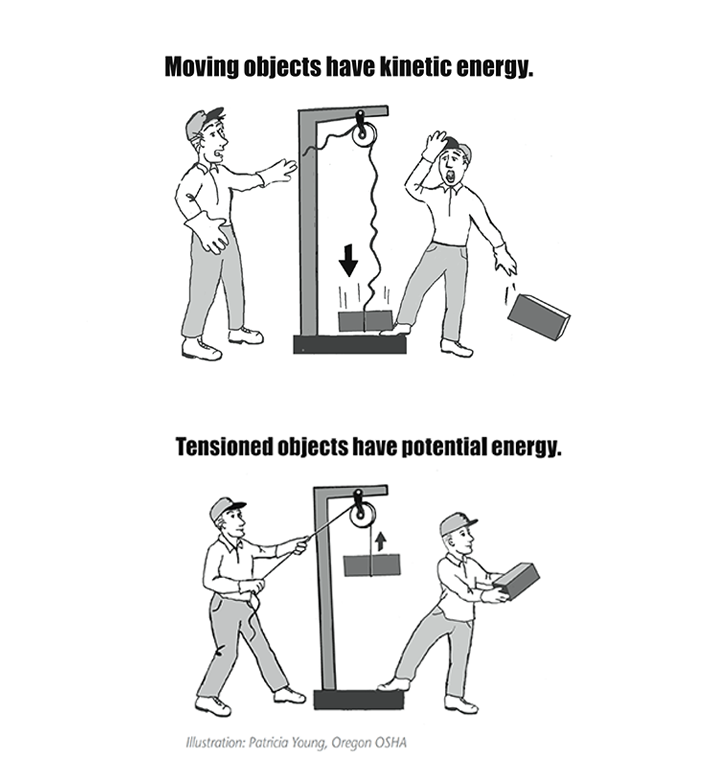 Moving objects have kinetic energy.
Tensioned objects have potential energy.
Illustration: Patricia Young, Oregon OSHA